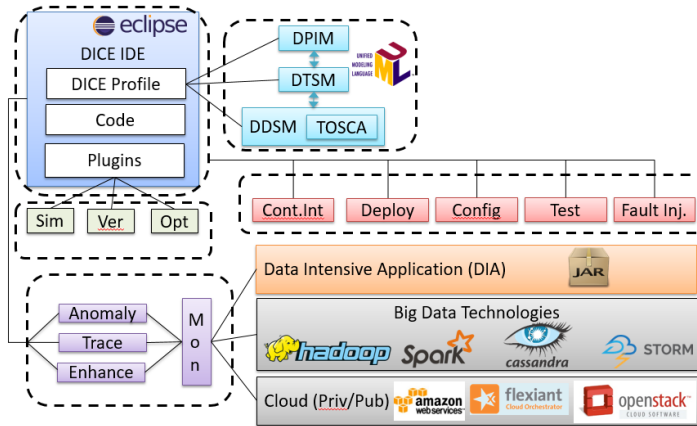 eclipse
DICE IDE
DICE Profile
Code
Plugins
DPIM
DTSM
DDSM
TOSCA
UNIFIED
MODELING
LANGUAGE
UML
Sim
Ver
Opt
Cont.Int
Deploy
Config
Test
Fault Inj.
Anomaly
Trace
Enhance
Mon
Data Intensive Application (DIA)
JAR
Big Data Technologies
hadoop
Spark
cassandra
STORM
Cloud (Priv/Pub)
amazon
webservices™
flexiant
Cloud Orchestrator
openstack
CLOUD SOFTWARE